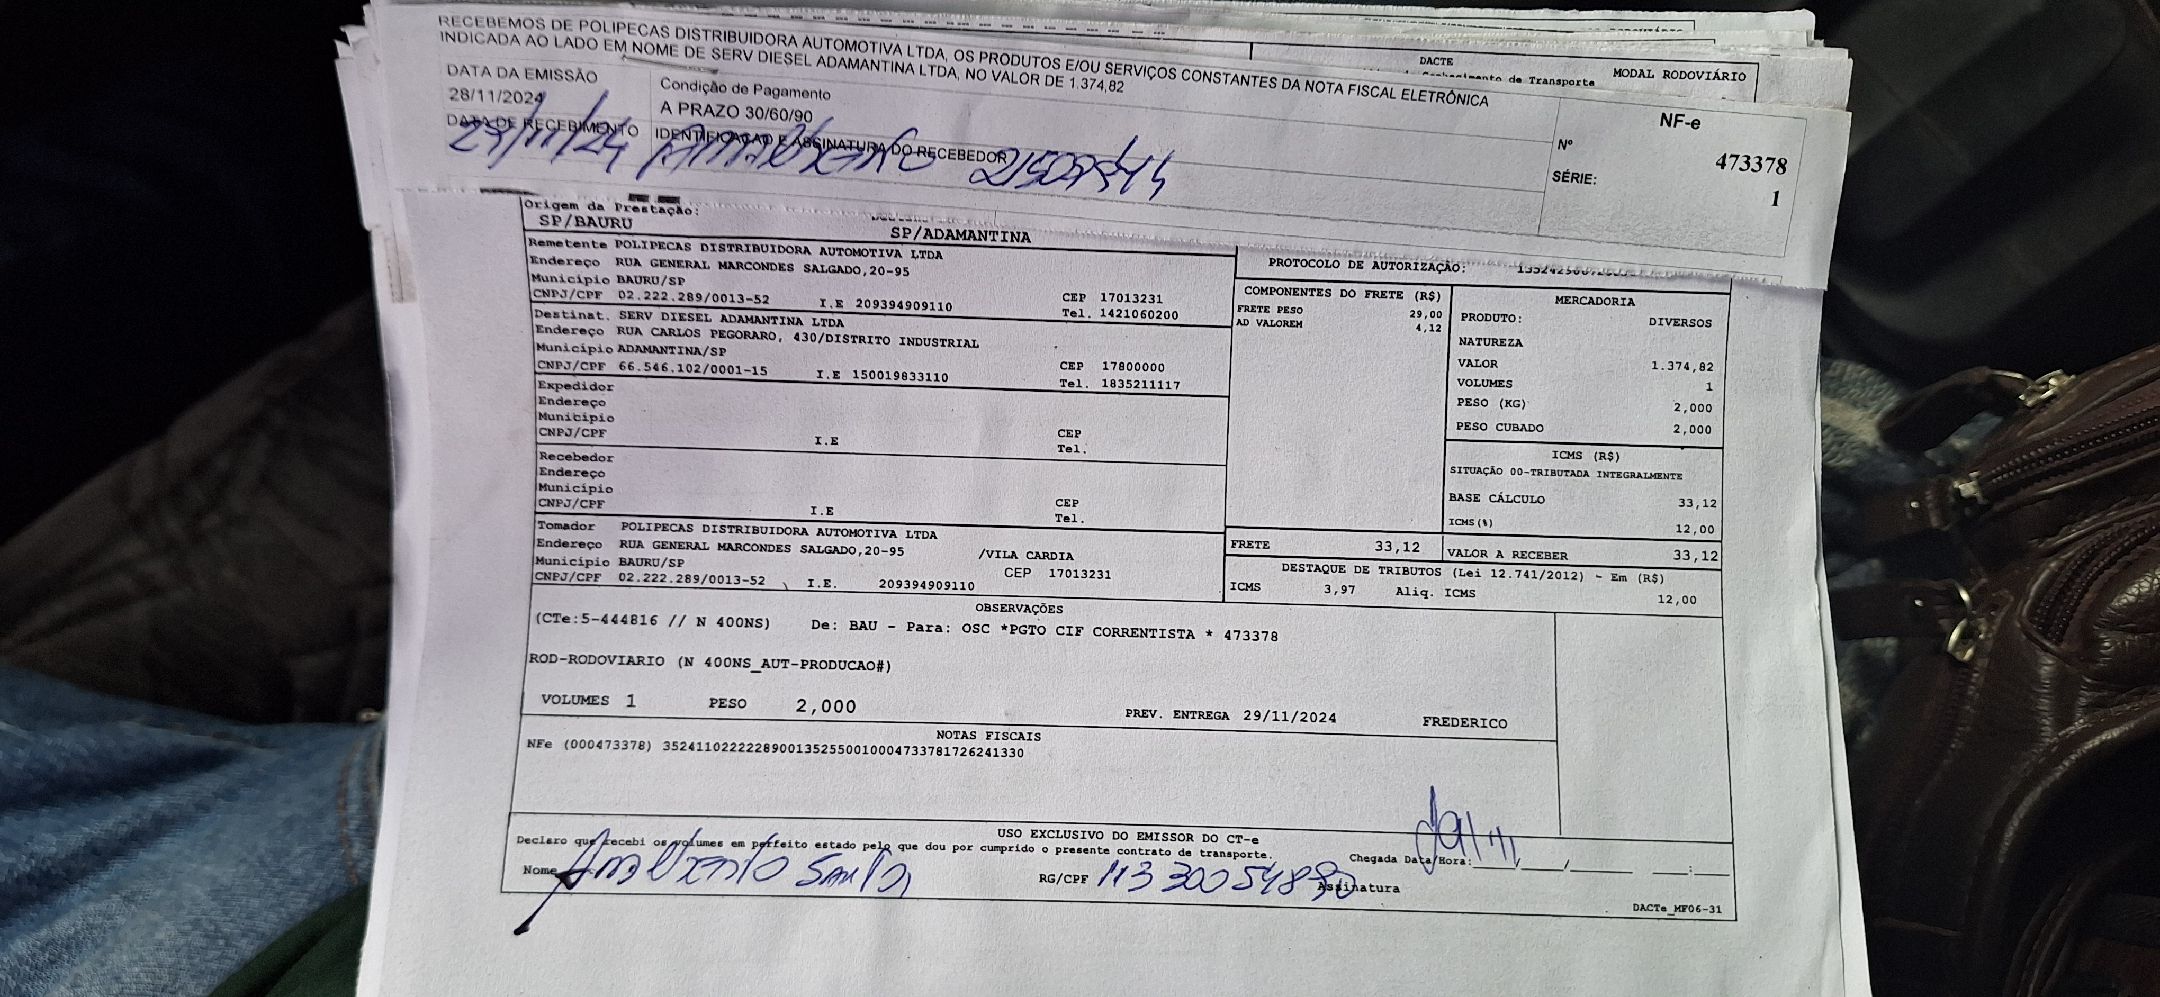 RECEBEMOS DE POLIPECAS DISTRIBUIDORA AUTOMOTIVA LTDA, OS PRODUTOS E/OU SERVIÇOS CONSTANTES DA NOTA FISCAL ELETRÔNICA
INDICADA AO LADO EM NOME DE SERV DIESEL ADAMANTINA LTDA, NO VALOR DE 1.374,82
DACTE
de Transporte
MODAL RODOVIÁRIO
DATA DA EMISSÃO
28/11/2024
Condição de Pagamento
A PRAZO 30/60/90
DATA DE RECEBIMENTO
IDENTIFICAÇÃO E ASSINATURA DO RECEBEDOR
NF-e
Nº 473378
SÉRIE: 1
Origem da Prestação:
SP/BAURU
SP/ADAMANTINA
Remetente POLIPECAS DISTRIBUIDORA AUTOMOTIVA LTDA
Endereço RUA GENERAL MARCONDES SALGADO,20-95
Município BAURU/SP CEP 17013231
CNPJ/CPF 02.222.289/0013-52 I.E 209394909110 Tel. 1421060200
Destinat. SERV DIESEL ADAMANTINA LTDA
Endereço RUA CARLOS PEGORARO, 430/DISTRITO INDUSTRIAL
Município ADAMANTINA/SP CEP 17800000
CNPJ/CPF 66.546.102/0001-15 I.E 150019833110 Tel. 1835211117
Expedidor
Endereço
Município CEP
CNPJ/CPF I.E Tel.
Recebedor
Endereço
Município CEP
CNPJ/CPF I.E Tel.
Tomador POLIPECAS DISTRIBUIDORA AUTOMOTIVA LTDA
Endereço RUA GENERAL MARCONDES SALGADO,20-95 /VILA CARDIA
Município BAURU/SP CEP 17013231
CNPJ/CPF 02.222.289/0013-52 I.E. 209394909110
PROTOCOLO DE AUTORIZAÇÃO:
COMPONENTES DO FRETE (R$)
FRETE PESO 29,00
AD VALOREM 4,12
MERCADORIA
PRODUTO: DIVERSOS
NATUREZA
VALOR 1.374,82
VOLUMES 1
PESO (KG) 2,000
PESO CUBADO 2,000
ICMS (R$)
SITUAÇÃO 00-TRIBUTADA INTEGRALMENTE
BASE CÁLCULO 33,12
ICMS(%) 12,00
FRETE 33,12
VALOR A RECEBER 33,12
DESTAQUE DE TRIBUTOS (Lei 12.741/2012) - Em (R$)
ICMS 3,97 Aliq. ICMS 12,00
OBSERVAÇÕES
(CTe:5-444816 // N 400NS) De: BAU - Para: OSC *PGTO CIF CORRENTISTA * 473378
ROD-RODOVIARIO (N 400NS_AUT-PRODUCAO#)
VOLUMES 1 PESO 2,000 PREV. ENTREGA 29/11/2024 FREDERICO
NOTAS FISCAIS
NFe (000473378) 35241102222289001352550010004733781726241330
USO EXCLUSIVO DO EMISSOR DO CT-e
Declaro que recebi os volumes em perfeito estado pelo que dou por cumprido o presente contrato de transporte.
Chegada Data/Hora:
Nome
RG/CPF
Assinatura
DACTe_MF06-31